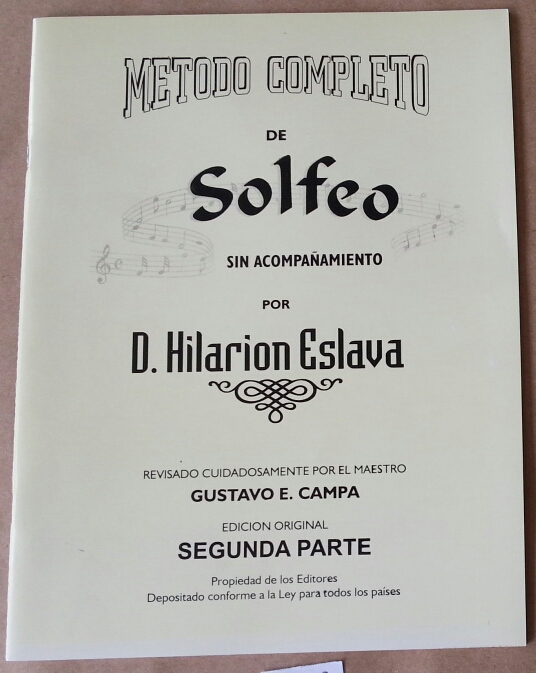 METODO COMPLETO
DE
Solfeo
SIN ACOMPAÑAMIENTO
POR
D. Hilarion Eslava
REVISADO CUIDADOSAMENTE POR EL MAESTRO
GUSTAVO E. CAMPA
EDICION ORIGINAL
SEGUNDA PARTE
Propiedad de los Editores
Depositado conforme a la Ley para todos los países